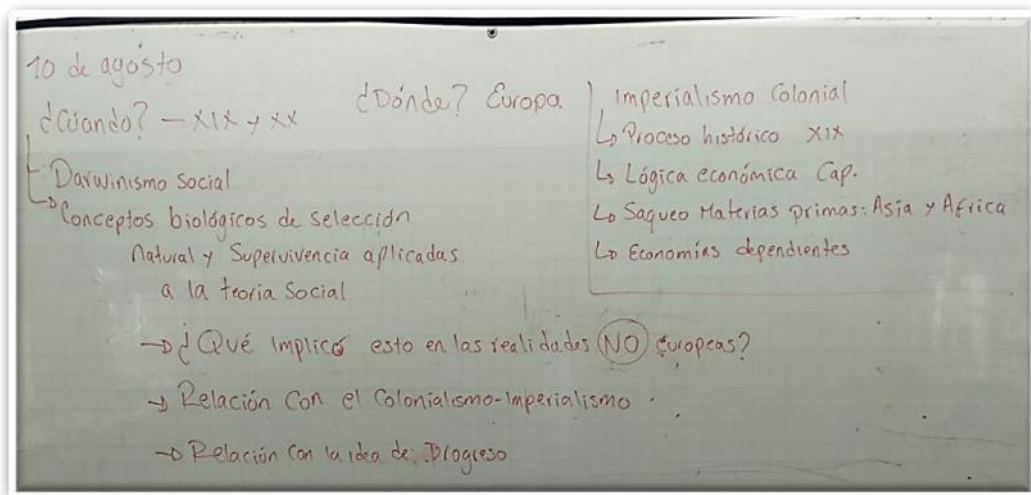 10 de agosto
¿Cúando? - XIX y XX
¿Dónde? Europa
Darwinismo Social
Conceptos biológicos de selección
Natural y Supervivencia aplicadas
a la teoría Social
→ ¿Qué implicó esto en las realidades NO europeas?
→ Relación con el Colonialismo-Imperialismo.
→ Relación con la idea de Progreso
Imperialismo Colonial
↳ Proceso histórico XIX
↳ Lógica económica Cap.
↳ Saqueo Materias primas: Asía y Africa
↳ Economías dependientes